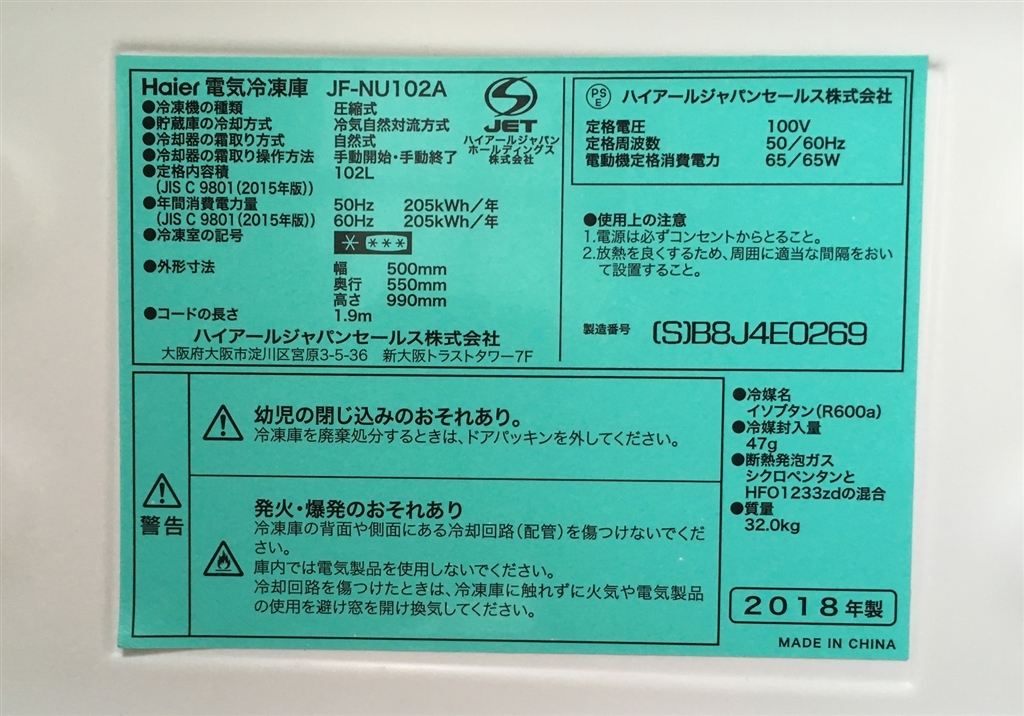 Haier 電気冷凍庫 JF-NU102A
●冷凍機の種類 圧縮式
●貯蔵庫の冷却方式 冷気自然対流方式
●冷却器の霜取り方式 自然式
●冷却器の霜取り操作方法 手動開始・手動終了
●定格内容積 102L
(JIS C 9801(2015年版))
●年間消費電力量 50Hz 205kWh/年
(JIS C 9801(2015年版)) 60Hz 205kWh/年
●冷凍室の記号 * ***
●外形寸法 幅 500mm
奥行 550mm
高さ 990mm
●コードの長さ 1.9m
ハイアールジャパンセールス株式会社
大阪府大阪市淀川区宮原3-5-36 新大阪トラストタワー7F
JET
ハイアールジャパン
ホールディングス
株式会社
PS
E
ハイアールジャパンセールス株式会社
定格電圧 100V
定格周波数 50/60Hz
電動機定格消費電力 65/65W
●使用上の注意
1.電源は必ずコンセントからとること。
2.放熱を良くするため、周囲に適当な間隔をおい
て設置すること。
製造番号 (S)B8J4E0269
警告
幼児の閉じ込みのおそれあり。
冷凍庫を廃棄処分するときは、ドアパッキンを外してください。
発火・爆発のおそれあり
冷凍庫の背面や側面にある冷却回路(配管)を傷つけないでくだ
さい。
庫内では電気製品を使用しないでください。
冷却回路を傷つけたときは、冷凍庫に触れずに火気や電気製品
の使用を避け窓を開け換気してください。
●冷媒名
イソブタン(R600a)
●冷媒封入量
47g
●断熱発泡ガス
シクロペンタンと
HFO1233zdの混合
●質量
32.0kg
2018年製
MADE IN CHINA